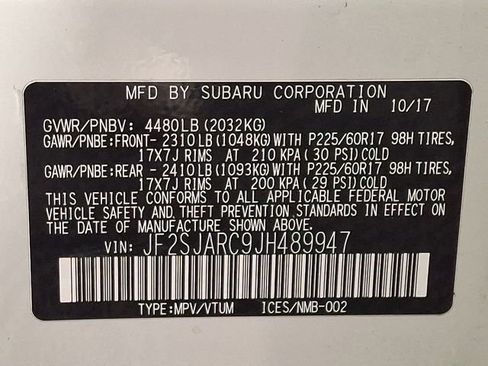 MFD BY SUBARU CORPORATION
MFD IN 10/17
GVWR/PNBV: 4480LB(2032KG)
GAWR/PNBE:FRONT- 2310LB(1048KG)WITH P225/60R17 98H TIRES,
17X7J RIMS AT 210 KPA(30 PSI)COLD
GAWR/PNBE:REAR - 2410LB(1093KG)WITH P225/60R17 98H TIRES,
17X7J RIMS AT 200 KPA(29 PSI)COLD
THIS VEHICLE CONFORMS TO ALL APPLICABLE FEDERAL MOTOR
VEHICLE SAFETY AND THEFT PREVENTION STANDARDS IN EFFECT
ON THE DATE OF MANUFACTURE SHOWN ABOVE.
VIN: JF2SJARC9JH489947
TYPE:MPV/VTUM ICES/NMB-002